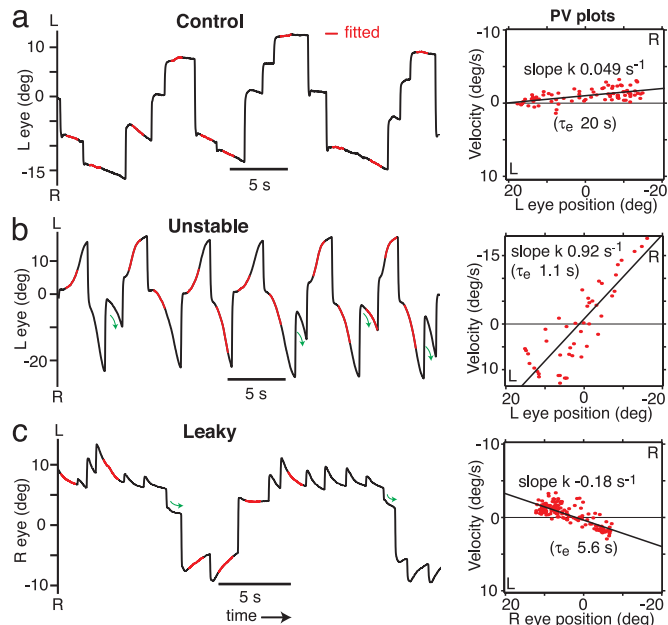 a
Control
PV plots
L
— fitted
10
0
-15
R
L eye (deg)
5 s
-10
0
10
Velocity (deg/s)
R
slope k 0.049 s⁻¹
(τe 20 s)
L
20
0
-20
L eye position (deg)
b
Unstable
L
10
0
-20
R
L eye (deg)
5 s
-15
0
10
Velocity (deg/s)
slope k 0.92 s⁻¹
R
(τe 1.1 s)
L
20
0
-20
L eye position (deg)
c
Leaky
L
10
0
-10
R
R eye (deg)
5 s
time
-10
0
10
Velocity (deg/s)
R
slope k -0.18 s⁻¹
(τe 5.6 s)
L
20
0
-20
R eye position (deg)